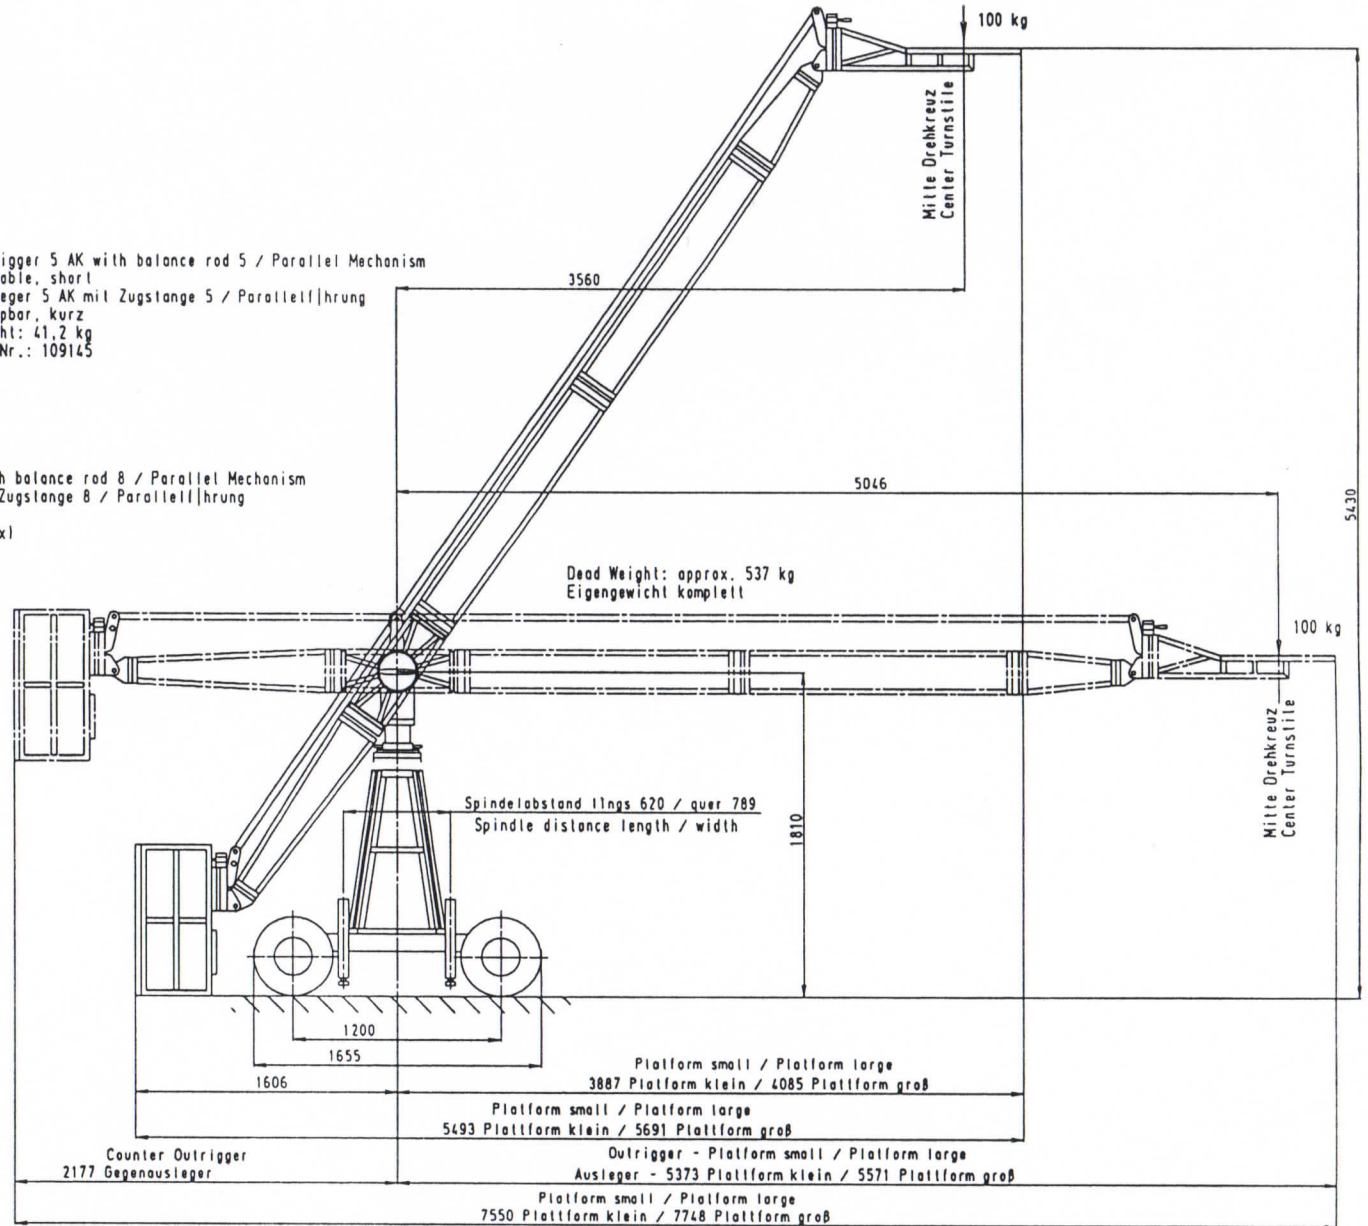 100 kg
Mitte Drehkreuz
Center Turnstile
igger 5 AK with balance rod 5 / Parallel Mechanism
able, short
eger 5 AK mit Zugstange 5 / Parallelf|hrung
pbar, kurz
ht: 41,2 kg
Nr.: 109145
3560
h balance rod 8 / Parallel Mechanism
Zugstange 8 / Parallelf|hrung
x)
5046
5430
Dead Weight: approx. 537 kg
Eigengewicht komplett
100 kg
Mitte Drehkreuz
Center Turnstile
Spindelabstand l1ngs 620 / quer 789
Spindle distance length / width
1810
1200
1655
1606
Platform small / Platform large
3887 Platform klein / 4085 Plattform groß
Platform small / Platform large
5493 Plattform klein / 5691 Plattform groß
Counter Outrigger
2177 Gegenausleger
Outrigger - Platform small / Platform large
Ausleger - 5373 Plattform klein / 5571 Plattform groß
Platform small / Platform large
7550 Plattform klein / 7748 Plattform groß